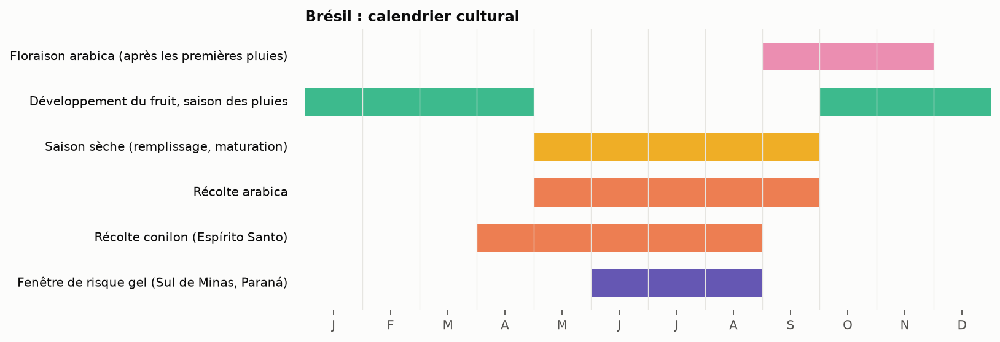 Brésil : calendrier cultural
Floraison arabica (après les premières pluies)
Développement du fruit, saison des pluies
Saison sèche (remplissage, maturation)
Récolte arabica
Récolte conilon (Espírito Santo)
Fenêtre de risque gel (Sul de Minas, Paraná)
J F M A M J J A S O N D